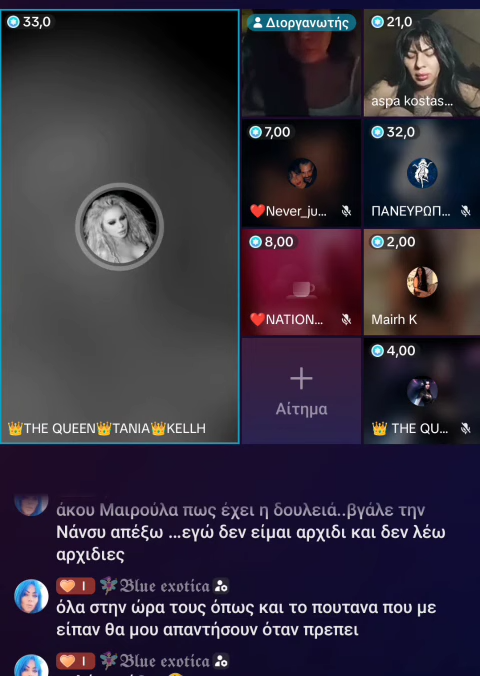 33,0
Διοργανωτής
21,0
aspa kostas...
7,00
❤️Never_ju...
32,0
ΠΑΝΕΥΡΩΠ...
8,00
❤️NATION...
2,00
Mairh K
+
Αίτημα
4,00
👑 THE QU...
👑THE QUEEN👑TANIA👑KELLH
άκου Μαιρούλα πως έχει η δουλειά..βγάλε την
Νάνσυ απέξω ...εγώ δεν είμαι αρχιδι και δεν λέω
αρχιδιες
I 🧚Blue exotica
όλα στην ώρα τους όπως και το πουτανα που με
είπαν θα μου απαντήσουν όταν πρεπει
I 🧚Blue exotica